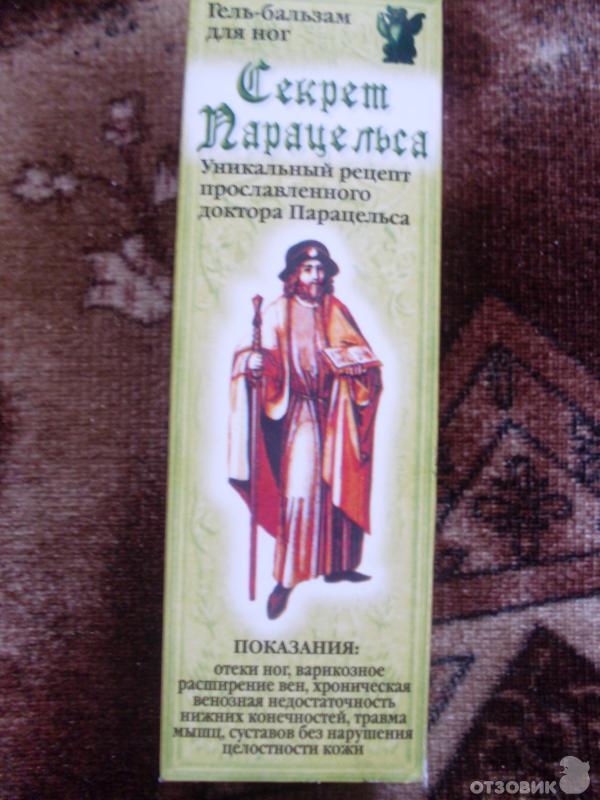 Гель-бальзам
для ног
Секрет
Парацельса
Уникальный рецепт
прославленного
доктора Парацельса
ПОКАЗАНИЯ:
отеки ног, варикозное
расширение вен, хроническая
венозная недостаточность
нижних конечностей, травма
мышц, суставов без нарушения
целостности кожи
ОТЗОВИК